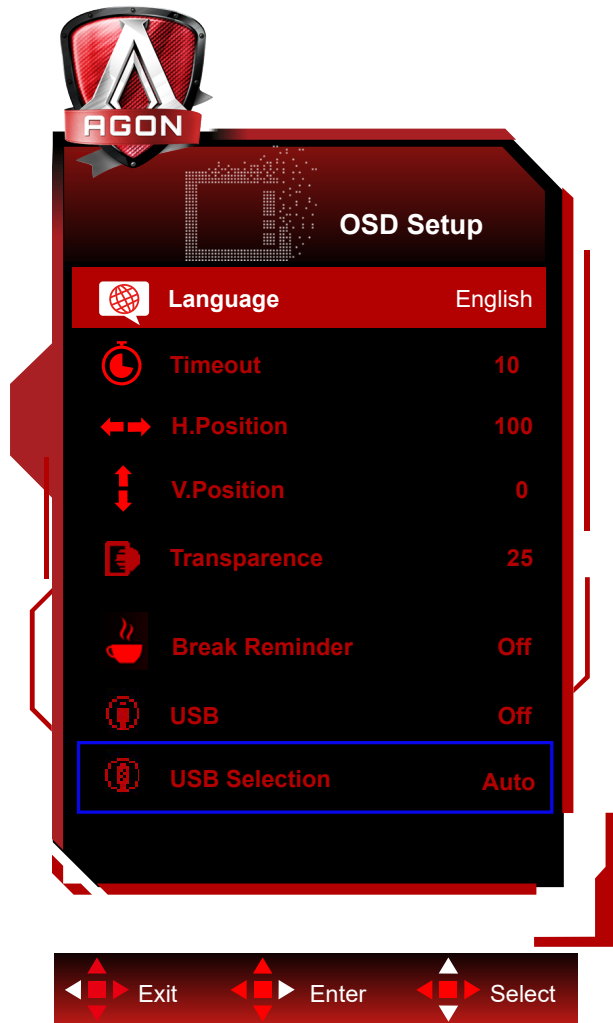 AGON
OSD Setup
Language English
Timeout 10
H.Position 100
V.Position 0
Transparence 25
Break Reminder Off
USB Off
USB Selection Auto
Exit Enter Select